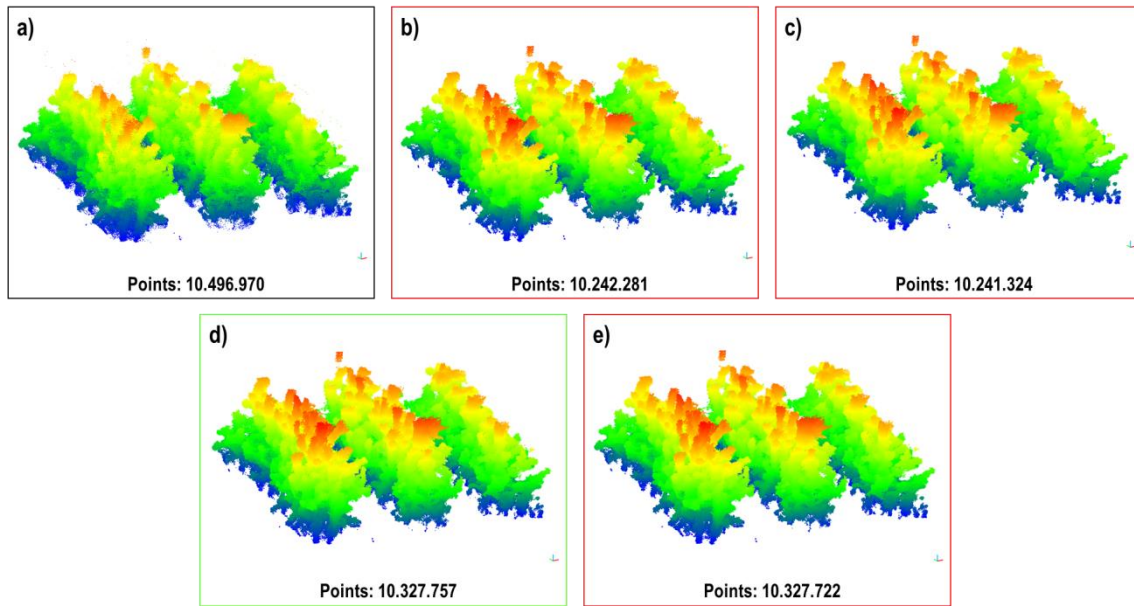 a)
Points: 10.496.970
b)
Points: 10.242.281
c)
Points: 10.241.324
d)
Points: 10.327.757
e)
Points: 10.327.722